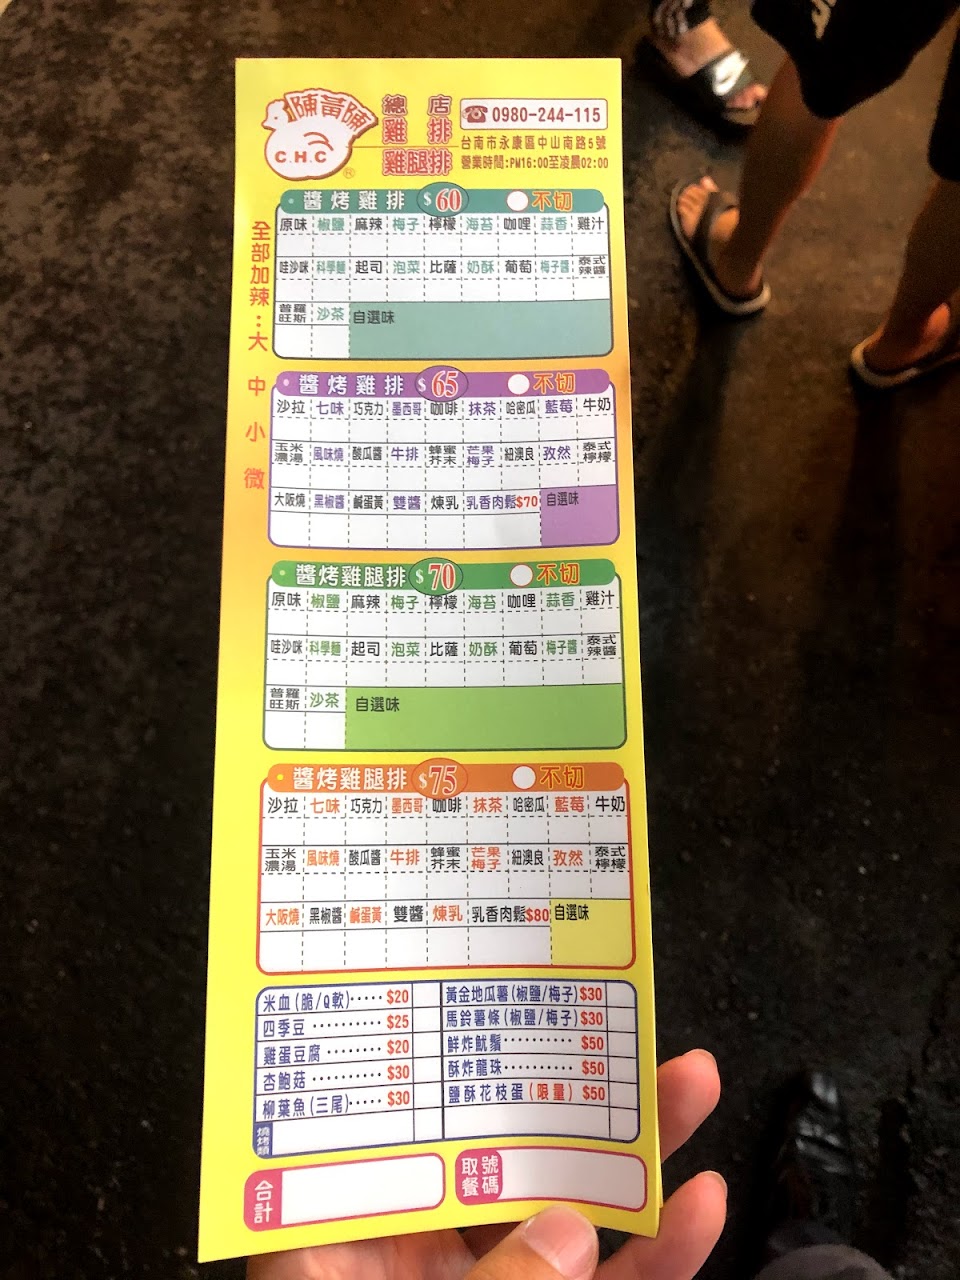 陳黃陳
C.H.C
®
總店
雞排
雞腿排
☎0980-244-115
台南市永康區中山南路5號
營業時間:PM16:00至凌晨02:00
全部加辣:大 中 小 微
醬烤雞排 $60 不切
原味 椒鹽 麻辣 梅子 檸檬 海苔 咖哩 蒜香 雞汁
哇沙咪 科學麵 起司 泡菜 比薩 奶酥 葡萄 梅子醬 泰式辣醬
普羅旺斯 沙茶 自選味
醬烤雞排 $65 不切
沙拉 七味 巧克力 墨西哥 咖啡 抹茶 哈密瓜 藍莓 牛奶
玉米濃湯 風味燒 酸瓜醬 牛排 蜂蜜芥末 芒果梅子 紐澳良 孜然 泰式檸檬
大阪燒 黑椒醬 鹹蛋黃 雙醬 煉乳 乳香肉鬆$70 自選味
醬烤雞腿排 $70 不切
原味 椒鹽 麻辣 梅子 檸檬 海苔 咖哩 蒜香 雞汁
哇沙咪 科學麵 起司 泡菜 比薩 奶酥 葡萄 梅子醬 泰式辣醬
普羅旺斯 沙茶 自選味
醬烤雞腿排 $75 不切
沙拉 七味 巧克力 墨西哥 咖啡 抹茶 哈密瓜 藍莓 牛奶
玉米濃湯 風味燒 酸瓜醬 牛排 蜂蜜芥末 芒果梅子 紐澳良 孜然 泰式檸檬
大阪燒 黑椒醬 鹹蛋黃 雙醬 煉乳 乳香肉鬆$80 自選味
米血(脆/Q軟)····· $20
四季豆 ·········· $25
雞蛋豆腐 ········ $20
杏鮑菇 ·········· $30
柳葉魚(三尾)····· $30
燒烤類
黃金地瓜薯(椒鹽/梅子)$30
馬鈴薯條(椒鹽/梅子)$30
鮮炸魷鬚 ·········· $50
酥炸龍珠 ·········· $50
鹽酥花枝蛋(限量) $50
合計
取餐號碼